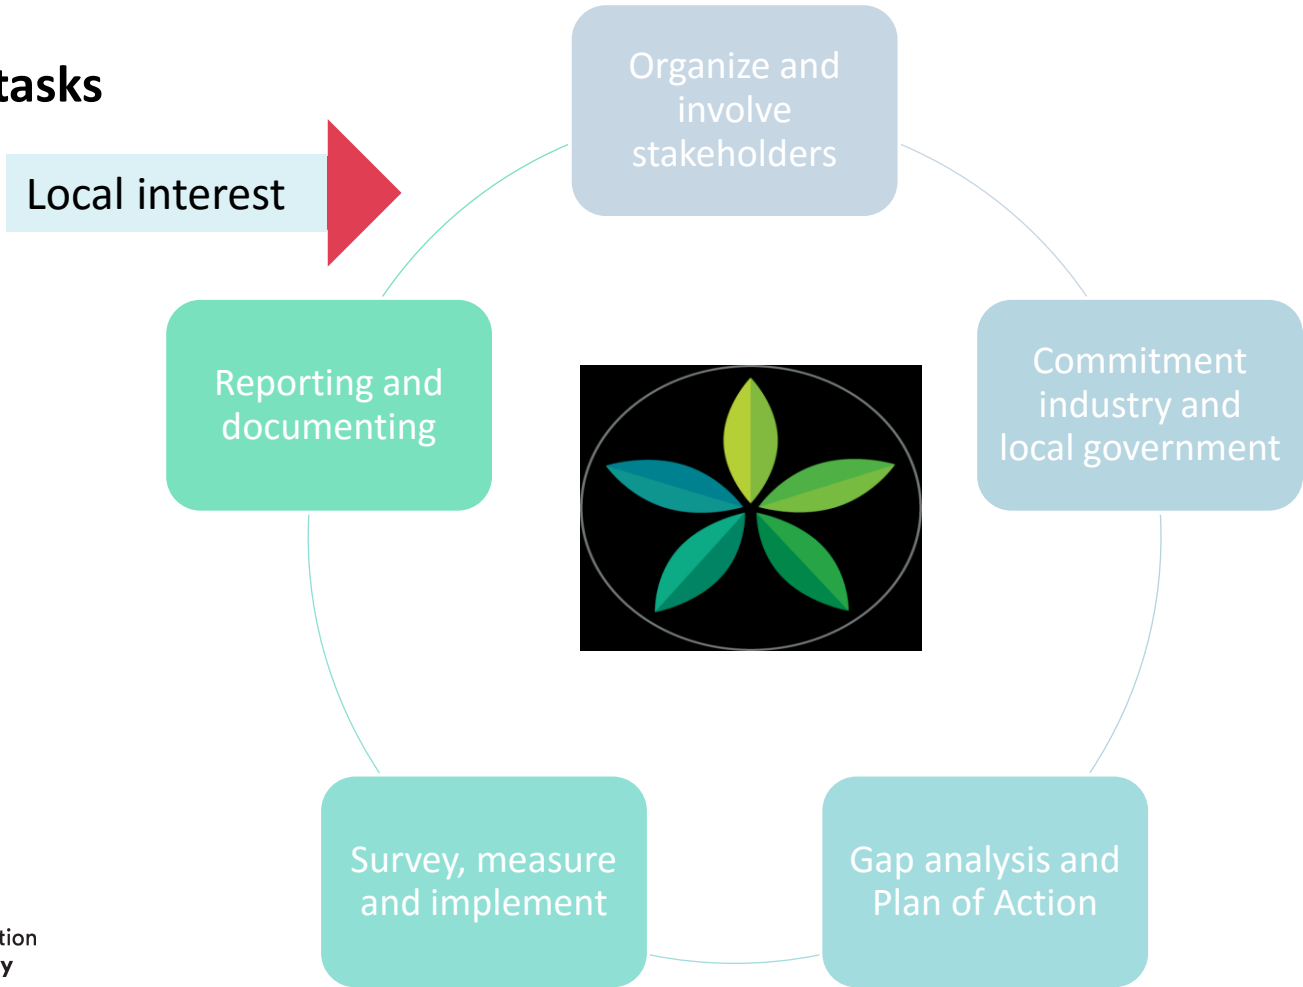 tasks
Local interest
Organize and
involve
stakeholders
Commitment
industry and
local government
Gap analysis and
Plan of Action
Survey, measure
and implement
Reporting and
documenting
tion
y